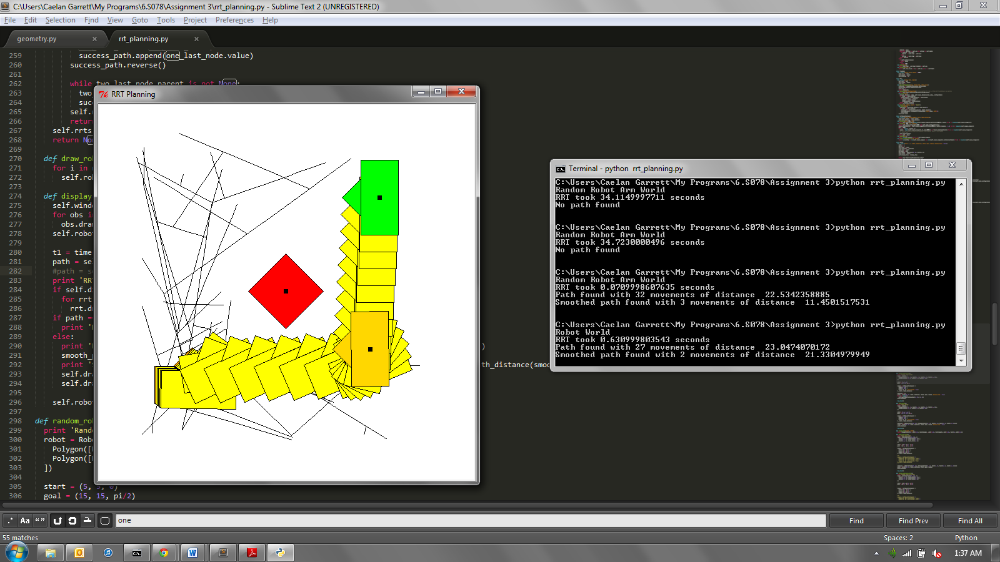 C:\Users\Caelan Garrett\My Programs\6.S078\Assignment 3\rrt_planning.py - Sublime Text 2 (UNREGISTERED)
File Edit Selection Find View Goto Tools Project Preferences Help
geometry.py × rrt_planning.py ×
259 success_path.append(one_last_node.value)
260 success_path.reverse()
261
262 while two_last_node.parent is not None:
263 two_
264 suc
265 self.r
266 return
267 self.rrts
268 return No
269
270 def draw_ro
271 for i in
272 self.ro
273
274 def display
275 self.windo
276 for obs i
277 obs.dra
278 self.robot
279
280 t1 = time
281 path = se
282 #path = s
283 print 'RR
284 if self.di
285 for rrt
286 rrt.d
287 if path =
288 print '
289 else:
290 print ' )
291 smooth_
292 print ' th_distance(smoo
293 self.dra
294 self.dra
295
296 self.robo
297
298 def random_ro
299 print 'Rand
300 robot = Rob
301 Polygon([
302 Polygon([
303 ])
304
305 start = (5, 5, 0)
306 goal = (15, 15, pi/2)
RRT Planning
Terminal - python rrt_planning.py
C:\Users\Caelan Garrett\My Programs\6.S078\Assignment 3>python rrt_planning.py
Random Robot Arm World
RRT took 34.1149997711 seconds
No path found
C:\Users\Caelan Garrett\My Programs\6.S078\Assignment 3>python rrt_planning.py
Random Robot Arm World
RRT took 34.7230000496 seconds
No path found
C:\Users\Caelan Garrett\My Programs\6.S078\Assignment 3>python rrt_planning.py
Random Robot Arm World
RRT took 0.0709998607635 seconds
Path found with 32 movements of distance 22.5342358885
Smoothed path found with 3 movements of distance 11.4501517531
C:\Users\Caelan Garrett\My Programs\6.S078\Assignment 3>python rrt_planning.py
Robot World
RRT took 0.630999803543 seconds
Path found with 27 movements of distance 23.0474070172
Smoothed path found with 2 movements of distance 21.3304979949
.* Aa “” one Find Find Prev Find All
55 matches Spaces: 2 Python
1:37 AM